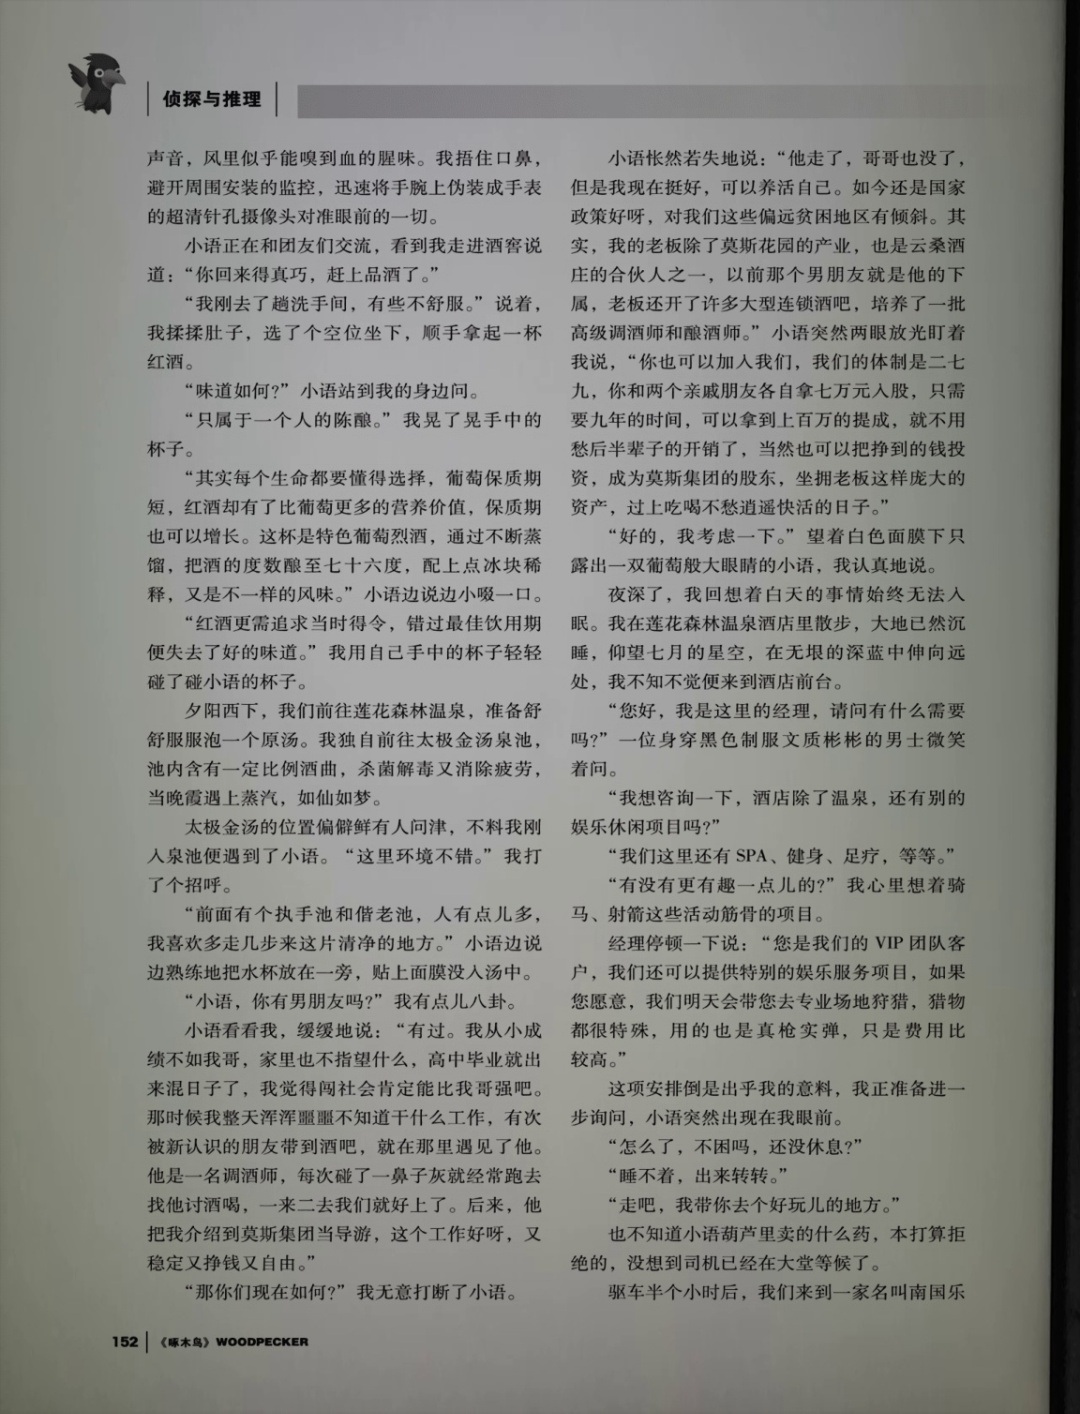 侦探与推理
声音，风里似乎能嗅到血的腥味。我捂住口鼻，
避开周围安装的监控，迅速将手腕上伪装成手表
的超清针孔摄像头对准眼前的一切。
小语正在和团友们交流，看到我走进酒窖说
道：“你回来得真巧，赶上品酒了。”
“我刚去了趟洗手间，有些不舒服。”说着，
我揉揉肚子，选了个空位坐下，顺手拿起一杯
红酒。
“味道如何?”小语站到我的身边问。
“只属于一个人的陈酿。”我晃了晃手中的
杯子。
“其实每个生命都要懂得选择，葡萄保质期
短，红酒却有了比葡萄更多的营养价值，保质期
也可以增长。这杯是特色葡萄烈酒，通过不断蒸
馏，把酒的度数酿至七十六度，配上点冰块稀
释，又是不一样的风味。”小语边说边小啜一口。
“红酒更需追求当时得令，错过最佳饮用期
便失去了好的味道。”我用自己手中的杯子轻轻
碰了碰小语的杯子。
夕阳西下，我们前往莲花森林温泉，准备舒
舒服服泡一个原汤。我独自前往太极金汤泉池，
池内含有一定比例酒曲，杀菌解毒又消除疲劳，
当晚霞遇上蒸汽，如仙如梦。
太极金汤的位置偏僻鲜有人问津，不料我刚
入泉池便遇到了小语。“这里环境不错。”我打
了个招呼。
“前面有个执手池和偕老池，人有点儿多，
我喜欢多走几步来这片清净的地方。”小语边说
边熟练地把水杯放在一旁，贴上面膜没入汤中。
“小语，你有男朋友吗?”我有点儿八卦。
小语看看我，缓缓地说：“有过。我从小成
绩不如我哥，家里也不指望什么，高中毕业就出
来混日子了，我觉得闯社会肯定能比我哥强吧。
那时候我整天浑浑噩噩不知道干什么工作，有次
被新认识的朋友带到酒吧，就在那里遇见了他。
他是一名调酒师，每次碰了一鼻子灰就经常跑去
找他讨酒喝，一来二去我们就好上了。后来，他
把我介绍到莫斯集团当导游，这个工作好呀，又
稳定又挣钱又自由。”
“那你们现在如何?”我无意打断了小语。
小语怅然若失地说：“他走了，哥哥也没了，
但是我现在挺好，可以养活自己。如今还是国家
政策好呀，对我们这些偏远贫困地区有倾斜。其
实，我的老板除了莫斯花园的产业，也是云桑酒
庄的合伙人之一，以前那个男朋友就是他的下
属，老板还开了许多大型连锁酒吧，培养了一批
高级调酒师和酿酒师。”小语突然两眼放光盯着
我说，“你也可以加入我们，我们的体制是二七
九，你和两个亲戚朋友各自拿七万元入股，只需
要九年的时间，可以拿到上百万的提成，就不用
愁后半辈子的开销了，当然也可以把挣到的钱投
资，成为莫斯集团的股东，坐拥老板这样庞大的
资产，过上吃喝不愁逍遥快活的日子。”
“好的，我考虑一下。”望着白色面膜下只
露出一双葡萄般大眼睛的小语，我认真地说。
夜深了，我回想着白天的事情始终无法入
眠。我在莲花森林温泉酒店里散步，大地已然沉
睡，仰望七月的星空，在无垠的深蓝中伸向远
处，我不知不觉便来到酒店前台。
“您好，我是这里的经理，请问有什么需要
吗?”一位身穿黑色制服文质彬彬的男士微笑
着问。
“我想咨询一下，酒店除了温泉，还有别的
娱乐休闲项目吗?”
“我们这里还有 SPA、健身、足疗，等等。”
“有没有更有趣一点儿的?”我心里想着骑
马、射箭这些活动筋骨的项目。
经理停顿一下说：“您是我们的 VIP 团队客
户，我们还可以提供特别的娱乐服务项目，如果
您愿意，我们明天会带您去专业场地狩猎，猎物
都很特殊，用的也是真枪实弹，只是费用比
较高。”
这项安排倒是出乎我的意料，我正准备进一
步询问，小语突然出现在我眼前。
“怎么了，不困吗，还没休息?”
“睡不着，出来转转。”
“走吧，我带你去个好玩儿的地方。”
也不知道小语葫芦里卖的什么药，本打算拒
绝的，没想到司机已经在大堂等候了。
驱车半个小时后，我们来到一家名叫南国乐
152 《啄木鸟》WOODPECKER